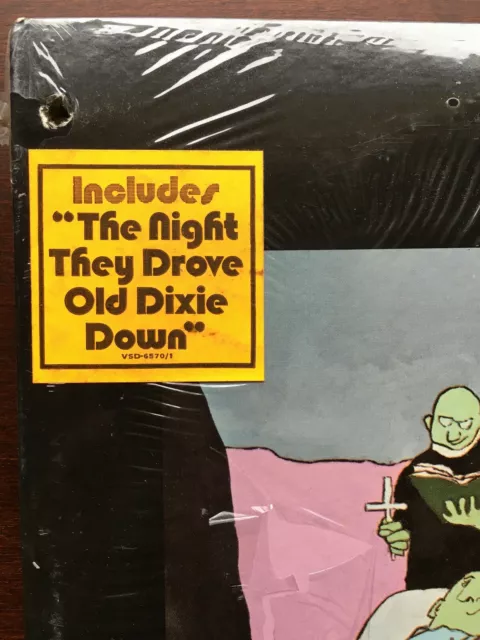 Includes
"The Night
They Drove
Old Dixie
Down"
VSD-6570/1